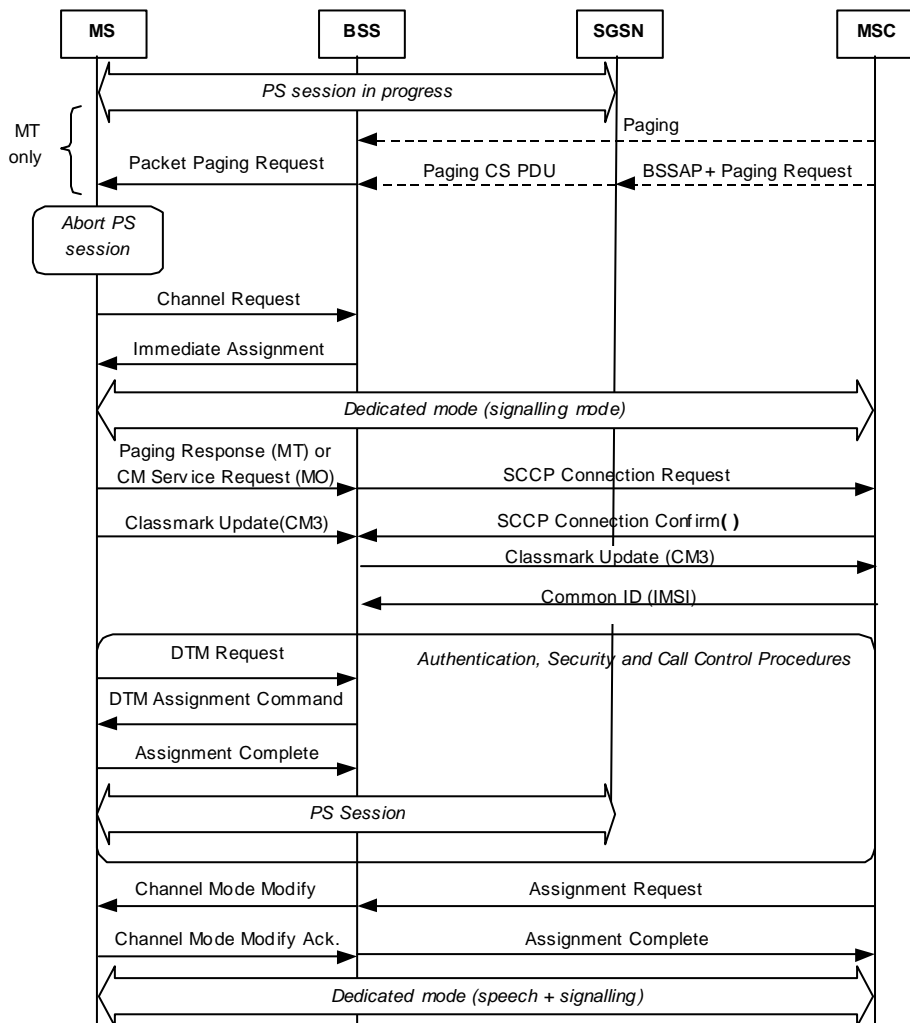 MS BSS SGSN MSC
PS session in progress
MT
only
Paging
Packet Paging Request Paging CS PDU BSSAP+ Paging Request
Abort PS
session
Channel Request
Immediate Assignment
Dedicated mode (signalling mode)
Paging Response (MT) or
CM Service Request (MO) SCCP Connection Request
Classmark Update(CM3) SCCP Connection Confirm( )
Classmark Update (CM3)
Common ID (IMSI)
DTM Request Authentication, Security and Call Control Procedures
DTM Assignment Command
Assignment Complete
PS Session
Channel Mode Modify Assignment Request
Channel Mode Modify Ack. Assignment Complete
Dedicated mode (speech + signalling)